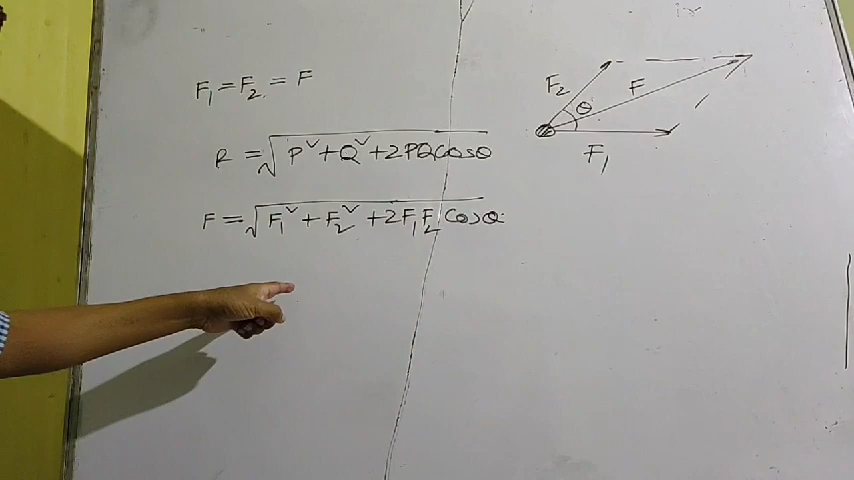 F₁ = F₂ = F
R = √P² + Q² + 2PQCosθ
F = √F₁² + F₂² + 2F₁F₂ Cosθ
F₂
θ
F
F₁